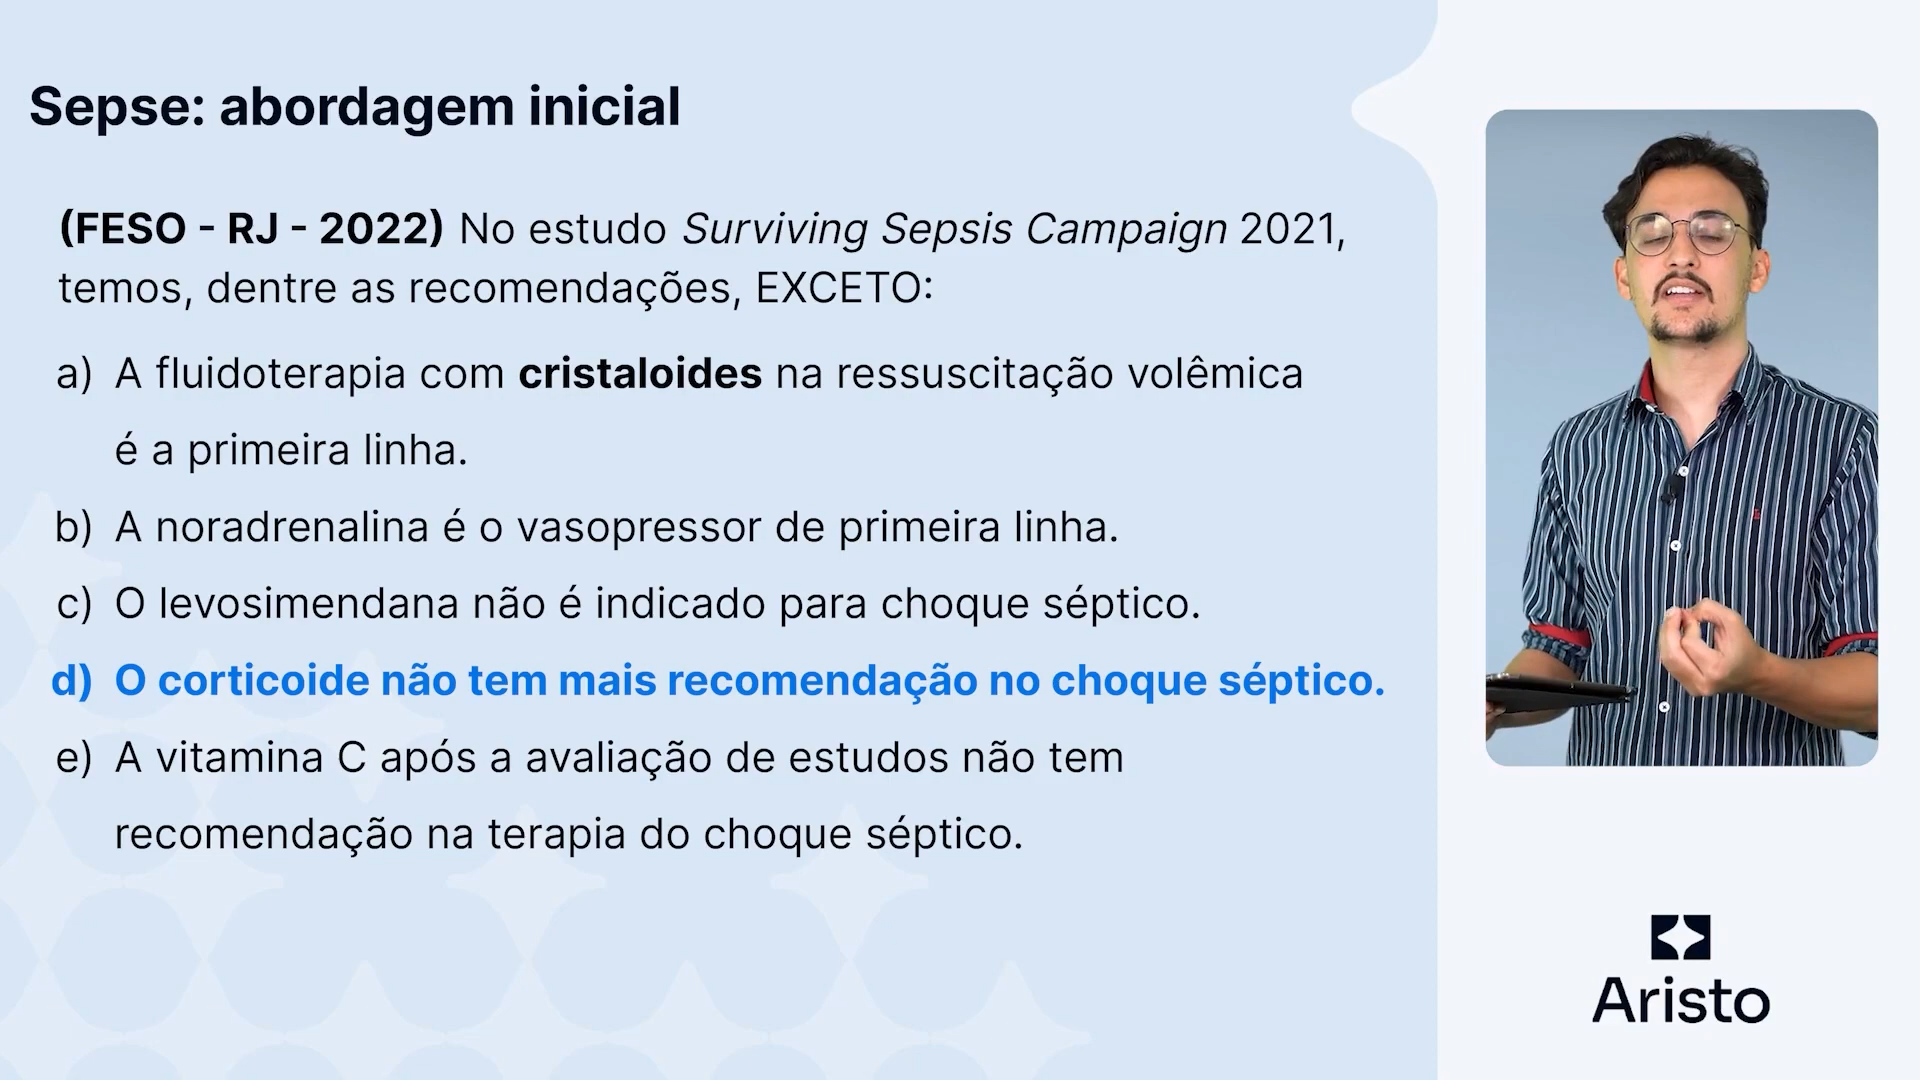 Sepse: abordagem inicial
(FESO - RJ - 2022) No estudo Surviving Sepsis Campaign 2021,
temos, dentre as recomendações, EXCETO:
a) A fluidoterapia com cristaloides na ressuscitação volêmica
é a primeira linha.
b) A noradrenalina é o vasopressor de primeira linha.
c) O levosimendana não é indicado para choque séptico.
d) O corticoide não tem mais recomendação no choque séptico.
e) A vitamina C após a avaliação de estudos não tem
recomendação na terapia do choque séptico.
Aristo